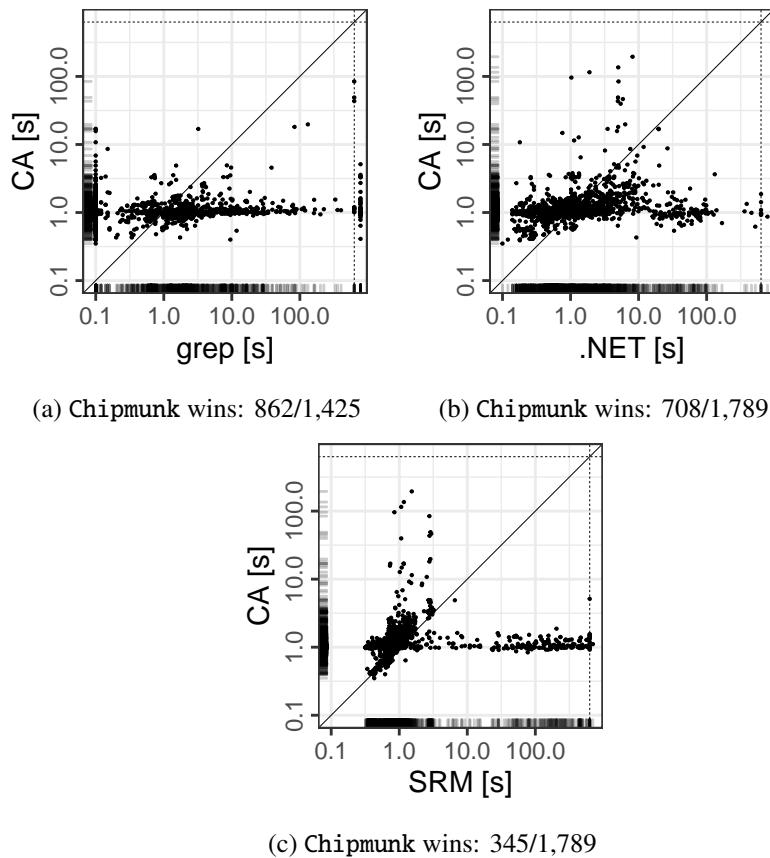 CA [s]
100.0
10.0
1.0
0.1
0.1 1.0 10.0 100.0
grep [s]
(a) Chipmunk wins: 862/1,425
CA [s]
100.0
10.0
1.0
0.1
0.1 1.0 10.0 100.0
.NET [s]
(b) Chipmunk wins: 708/1,789
CA [s]
100.0
10.0
1.0
0.1
0.1 1.0 10.0 100.0
SRM [s]
(c) Chipmunk wins: 345/1,789